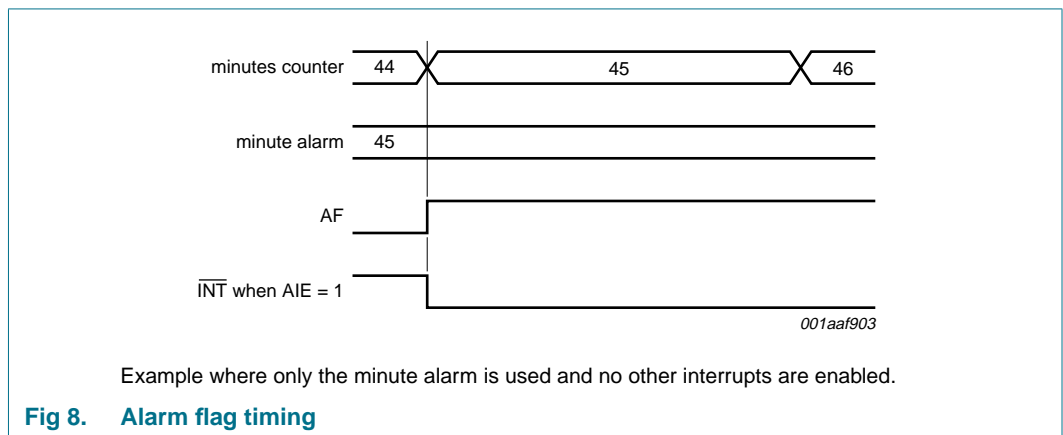 minutes counter 44 45 46
minute alarm 45
AF
INT when AIE = 1
001aaf903
Example where only the minute alarm is used and no other interrupts are enabled.
Fig 8. Alarm flag timing